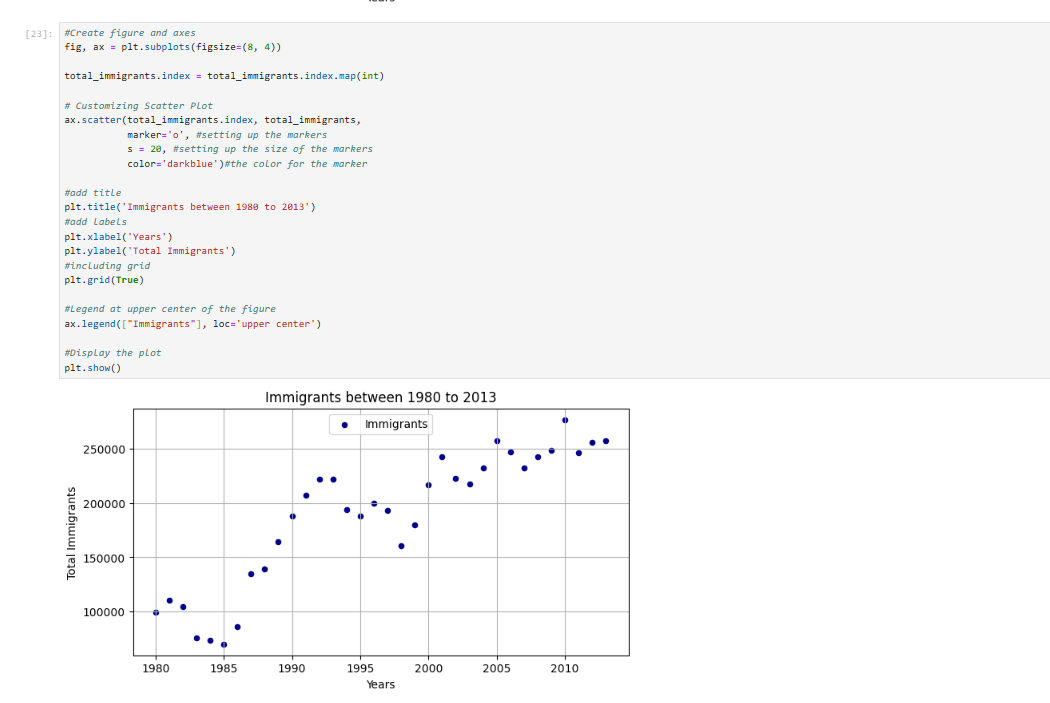 Years
[23]:
#Create figure and axes
fig, ax = plt.subplots(figsize=(8, 4))
total_immigrants.index = total_immigrants.index.map(int)
# Customizing Scatter Plot
ax.scatter(total_immigrants.index, total_immigrants,
marker='o', #setting up the markers
s = 20, #setting up the size of the markers
color='darkblue')#the color for the marker
#add title
plt.title('Immigrants between 1980 to 2013')
#add labels
plt.xlabel('Years')
plt.ylabel('Total Immigrants')
#including grid
plt.grid(True)
#Legend at upper center of the figure
ax.legend(["Immigrants"], loc='upper center')
#Display the plot
plt.show()
Immigrants between 1980 to 2013
Immigrants
Total Immigrants
250000
200000
150000
100000
1980 1985 1990 1995 2000 2005 2010
Years